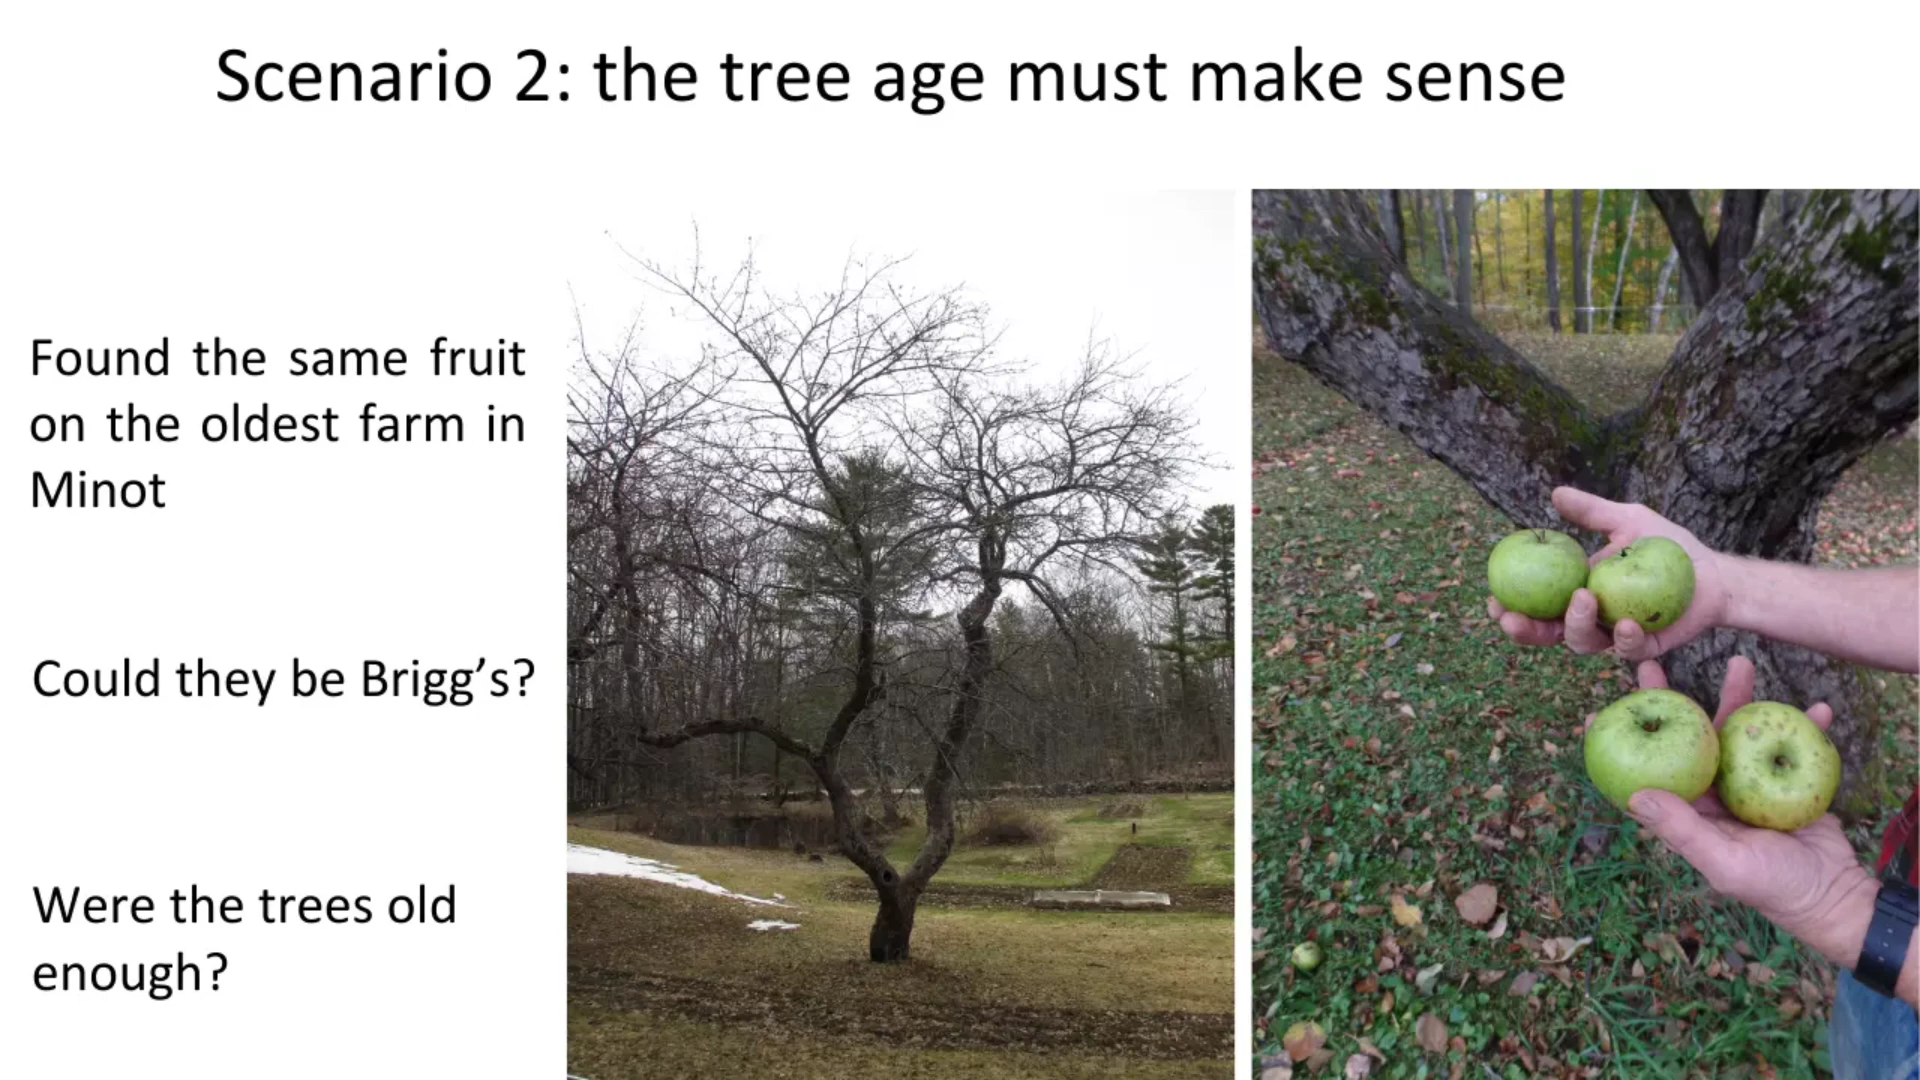 Scenario 2: the tree age must make sense
Found the same fruit
on the oldest farm in
Minot
Could they be Brigg’s?
Were the trees old
enough?